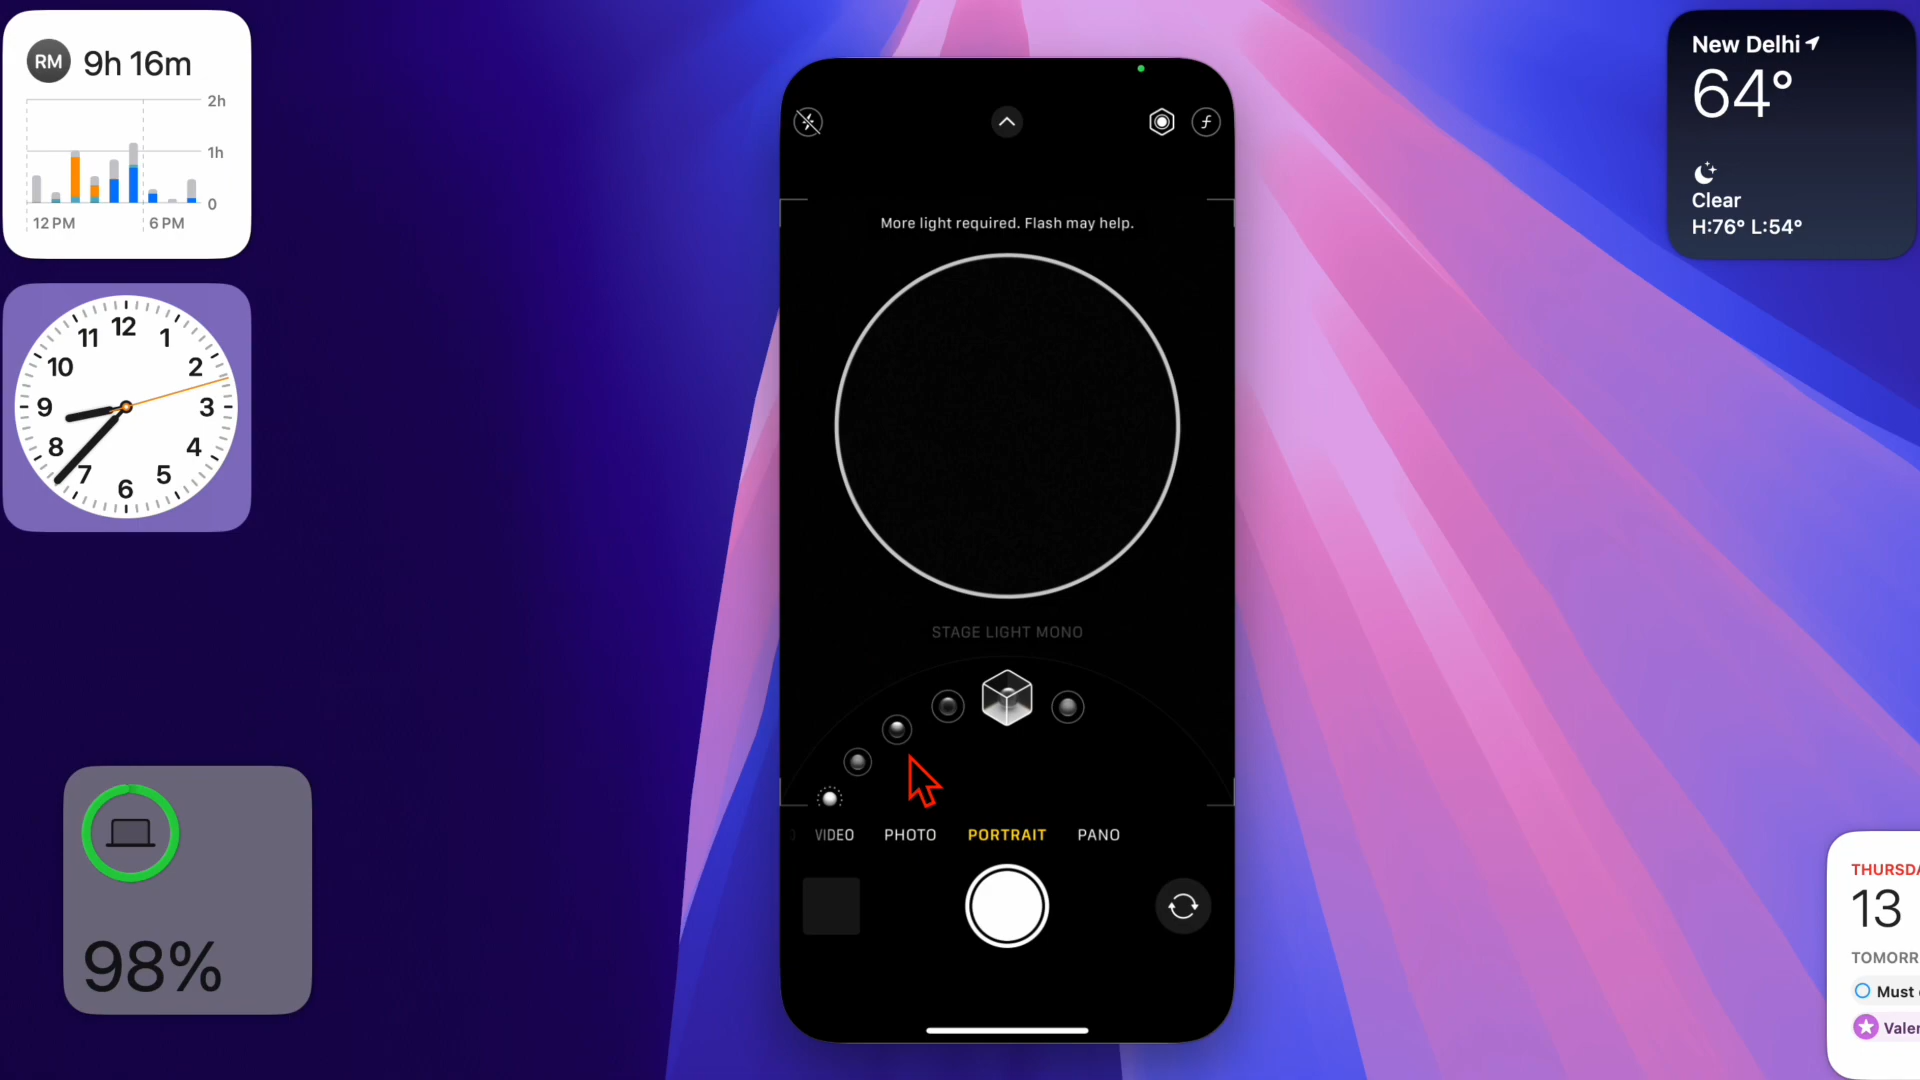 RM 9h 16m
2h
1h
0
12 PM 6 PM
12
11 1
10 2
9 3
8 4
7 5
6
98%
More light required. Flash may help.
STAGE LIGHT MONO
VIDEO PHOTO PORTRAIT PANO
New Delhi
64°
Clear
H:76° L:54°
THURSDA
13
TOMORR
Must
Valen